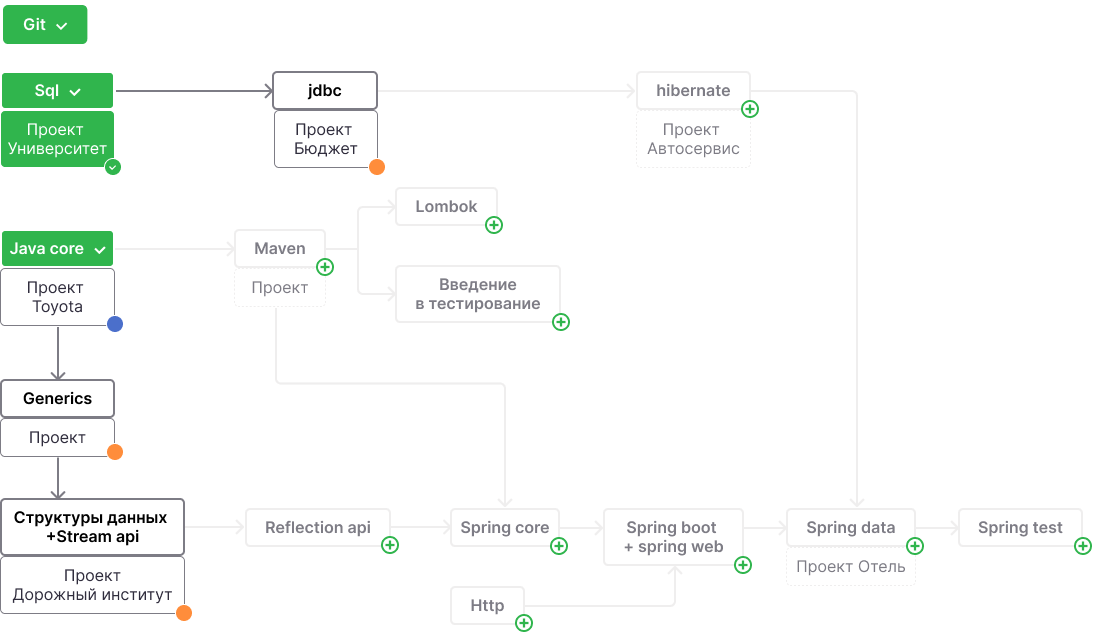 Git
Sql
jdbc
hibernate
Проект
Университет
Проект
Бюджет
Проект
Автосервис
Lombok
Java core
Maven
Проект
Toyota
Проект
Введение
в тестирование
Generics
Проект
Структуры данных
+Stream api
Reflection api
Spring core
Spring boot
+ spring web
Spring data
Spring test
Проект
Дорожный институт
Проект Отель
Http